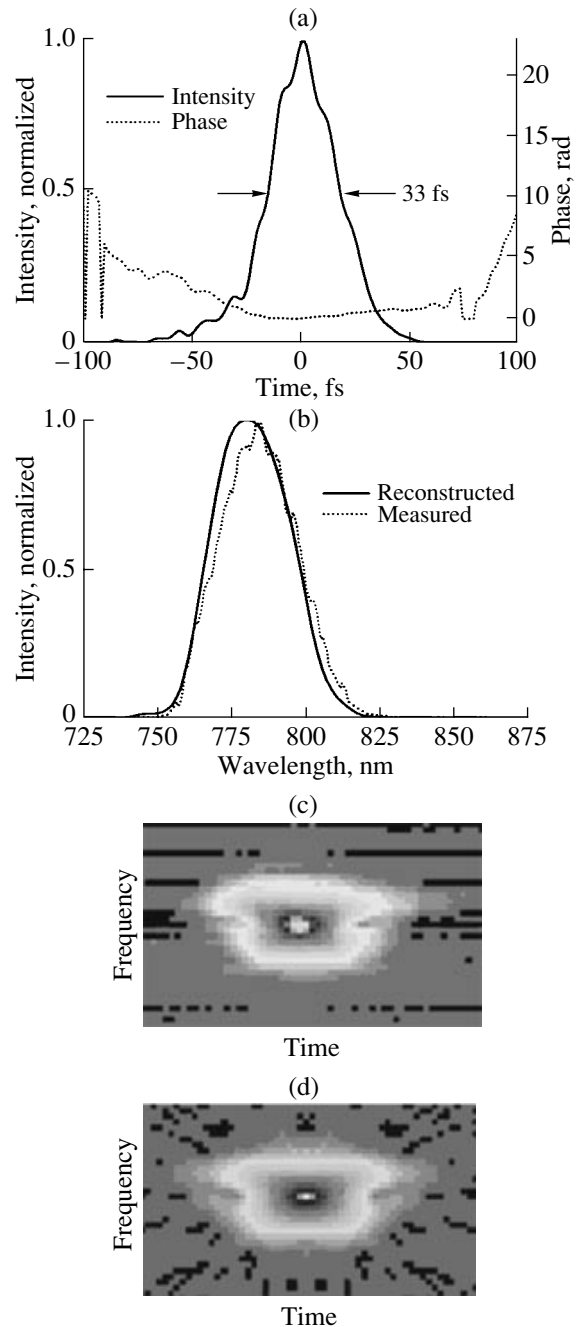 (a)
1.0
Intensity
Phase
20
15
0.5
33 fs
10
5
0
0
Intensity, normalized
Phase, rad
−100
−50
0
50
100
Time, fs
(b)
1.0
Reconstructed
Measured
0.5
0
Intensity, normalized
725
750
775
800
825
850
875
Wavelength, nm
(c)
Frequency
Time
(d)
Frequency
Time